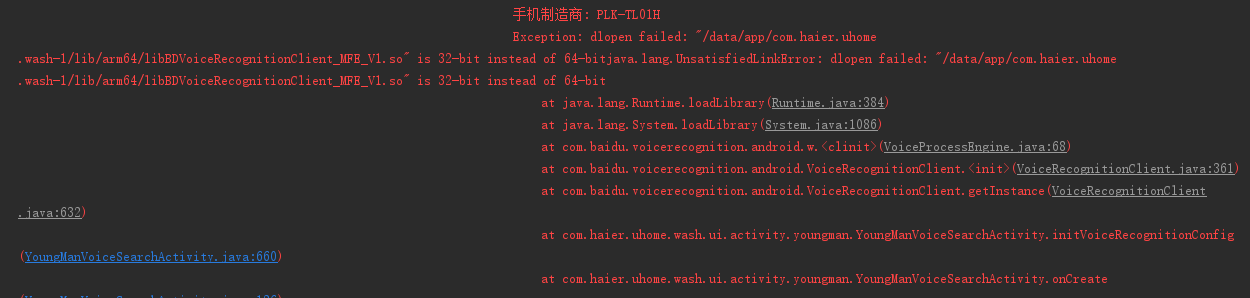 手机制造商: PLK-TL01H
Exception: dlopen failed: "/data/app/com.haier.uhome
.wash-1/lib/arm64/libBDVoiceRecognitionClient_MFE_V1.so" is 32-bit instead of 64-bitjava.lang.UnsatisfiedLinkError: dlopen failed: "/data/app/com.haier.uhome
.wash-1/lib/arm64/libBDVoiceRecognitionClient_MFE_V1.so" is 32-bit instead of 64-bit
at java.lang.Runtime.loadLibrary(Runtime.java:384)
at java.lang.System.loadLibrary(System.java:1086)
at com.baidu.voicerecognition.android.w.<clinit>(VoiceProcessEngine.java:68)
at com.baidu.voicerecognition.android.VoiceRecognitionClient.<init>(VoiceRecognitionClient.java:361)
at com.baidu.voicerecognition.android.VoiceRecognitionClient.getInstance(VoiceRecognitionClient
.java:632)
at com.haier.uhome.wash.ui.activity.youngman.YoungManVoiceSearchActivity.initVoiceRecognitionConfig
(YoungManVoiceSearchActivity.java:660)
at com.haier.uhome.wash.ui.activity.youngman.YoungManVoiceSearchActivity.onCreate